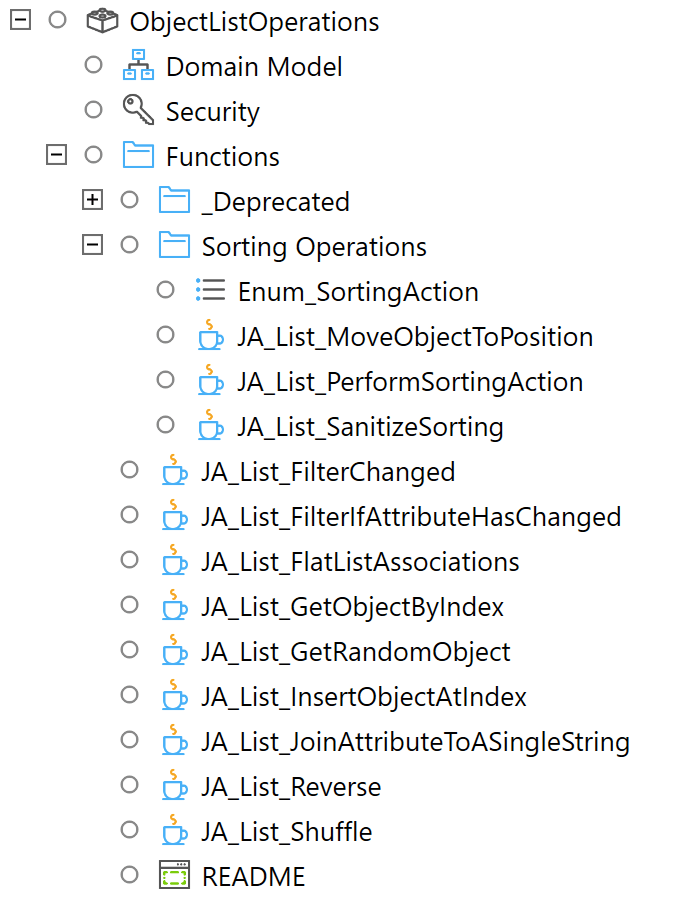 ObjectListOperations
Domain Model
Security
Functions
_Deprecated
Sorting Operations
Enum_SortingAction
JA_List_MoveObjectToPosition
JA_List_PerformSortingAction
JA_List_SanitizeSorting
JA_List_FilterChanged
JA_List_FilterIfAttributeHasChanged
JA_List_FlatListAssociations
JA_List_GetObjectByIndex
JA_List_GetRandomObject
JA_List_InsertObjectAtIndex
JA_List_JoinAttributeToASingleString
JA_List_Reverse
JA_List_Shuffle
README